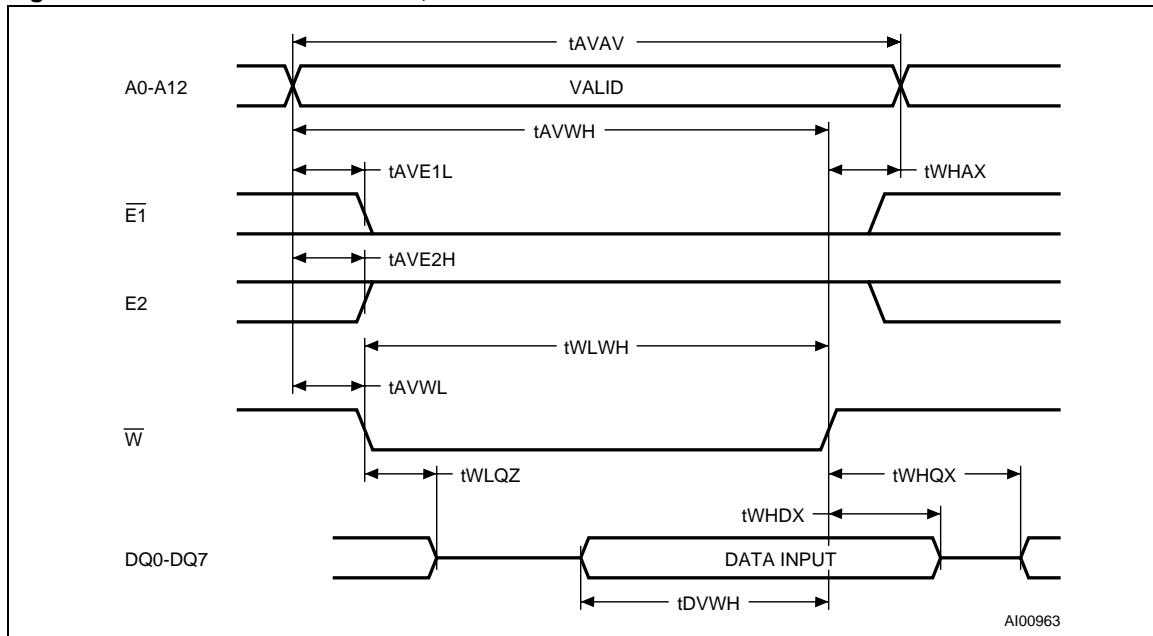 tAVAV
A0-A12
VALID
tAVWH
tAVE1L
tWHAX
E1
tAVE2H
E2
tWLWH
tAVWL
W
tWLQZ
tWHQX
tWHDX
DQ0-DQ7
DATA INPUT
tDVWH
AI00963